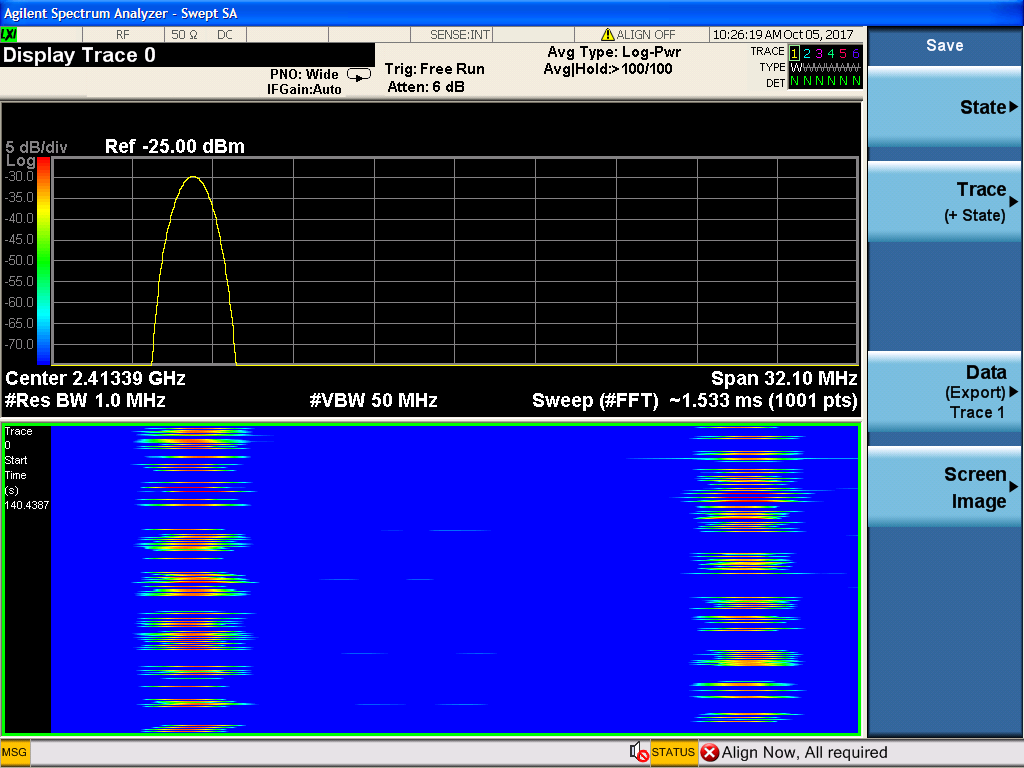 Agilent Spectrum Analyzer - Swept SA
LXI
RF
50 Ω
DC
SENSE:INT
ALIGN OFF
10:26:19 AM Oct 05, 2017
Display Trace 0
PNO: Wide
IFGain:Auto
Trig: Free Run
Atten: 6 dB
Avg Type: Log-Pwr
Avg|Hold:>100/100
TRACE 1 2 3 4 5 6
TYPE W W W W W W
DET N N N N N N
5 dB/div
Log
Ref -25.00 dBm
-30.0
-35.0
-40.0
-45.0
-50.0
-55.0
-60.0
-65.0
-70.0
Center 2.41339 GHz
Span 32.10 MHz
#Res BW 1.0 MHz
#VBW 50 MHz
Sweep (#FFT) ~1.533 ms (1001 pts)
Trace
0
Start
Time
(s)
140.4387
Save
State
Trace
(+ State)
Data
(Export)
Trace 1
Screen
Image
MSG
STATUS
Align Now, All required